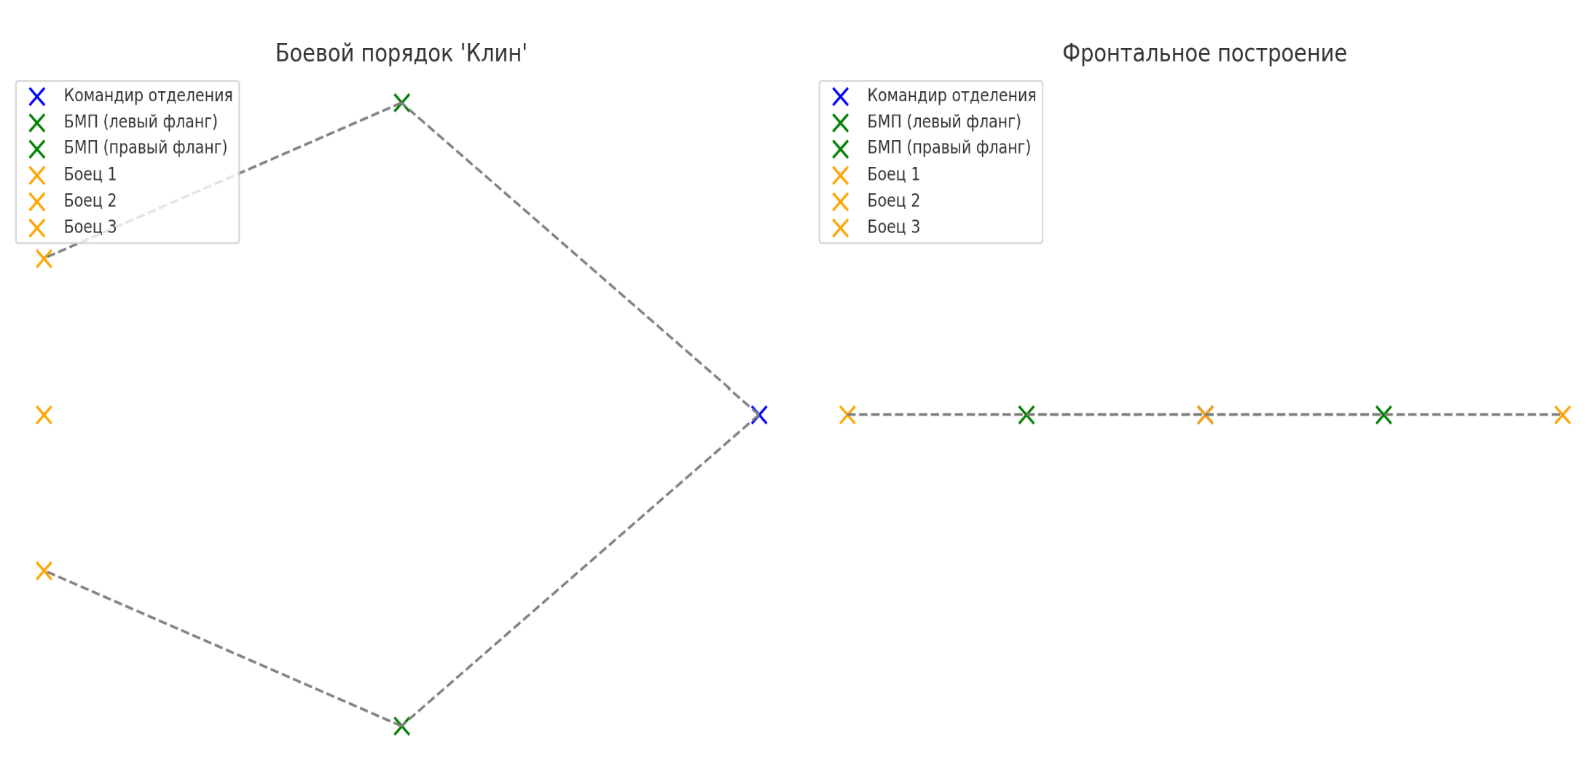 Боевой порядок 'Клин'
Командир отделения
БМП (левый фланг)
БМП (правый фланг)
Боец 1
Боец 2
Боец 3
Фронтальное построение
Командир отделения
БМП (левый фланг)
БМП (правый фланг)
Боец 1
Боец 2
Боец 3